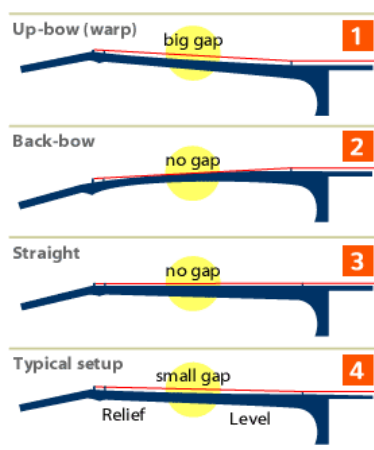 Up-bow (warp)
1
big gap
Back-bow
2
no gap
Straight
3
no gap
Typical setup
4
small gap
Relief
Level